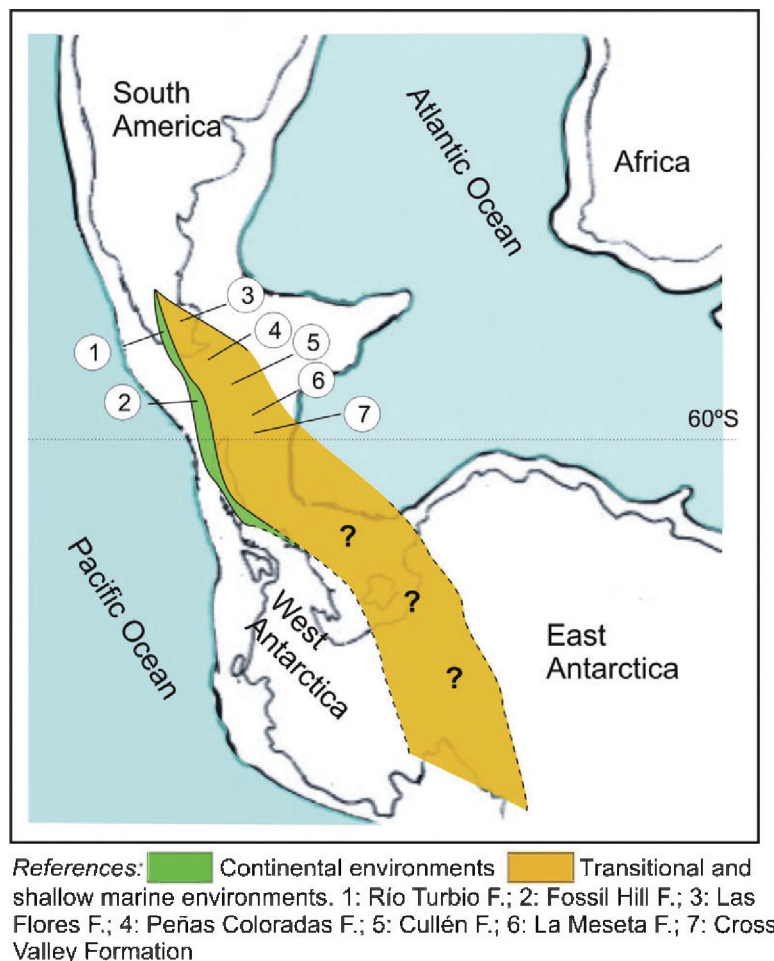 South
America
Atlantic Ocean
Africa
3
4
1
5
6
2
7
60ºS
?
Pacific Ocean
West
Antarctica
?
East
Antarctica
?
References: Continental environments Transitional and
shallow marine environments. 1: Río Turbio F.; 2: Fossil Hill F.; 3: Las
Flores F.; 4: Peñas Coloradas F.; 5: Cullén F.; 6: La Meseta F.; 7: Cross
Valley Formation